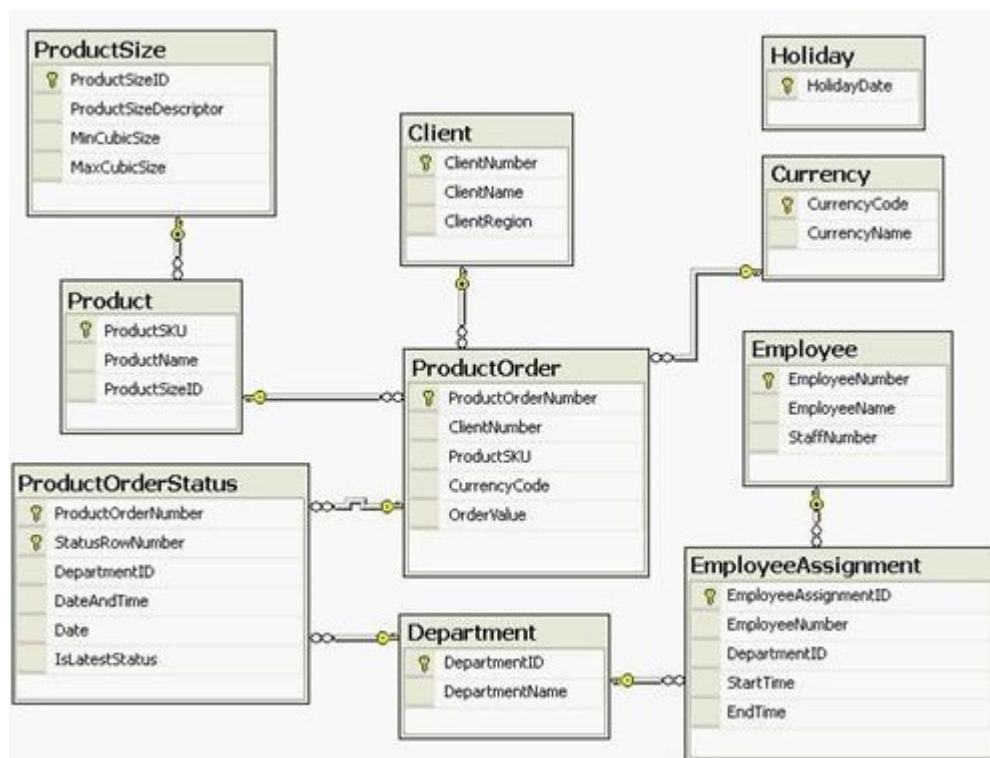 ProductSize
ProductSizeID
ProductSizeDescriptor
MinCubicSize
MaxCubicSize
Holiday
HolidayDate
Client
ClientNumber
ClientName
ClientRegion
Currency
CurrencyCode
CurrencyName
Product
ProductSKU
ProductName
ProductSizeID
ProductOrder
ProductOrderNumber
ClientNumber
ProductSKU
CurrencyCode
OrderValue
Employee
EmployeeNumber
EmployeeName
StaffNumber
ProductOrderStatus
ProductOrderNumber
StatusRowNumber
DepartmentID
DateAndTime
Date
IsLatestStatus
Department
DepartmentID
DepartmentName
EmployeeAssignment
EmployeeAssignmentID
EmployeeNumber
DepartmentID
StartTime
EndTime